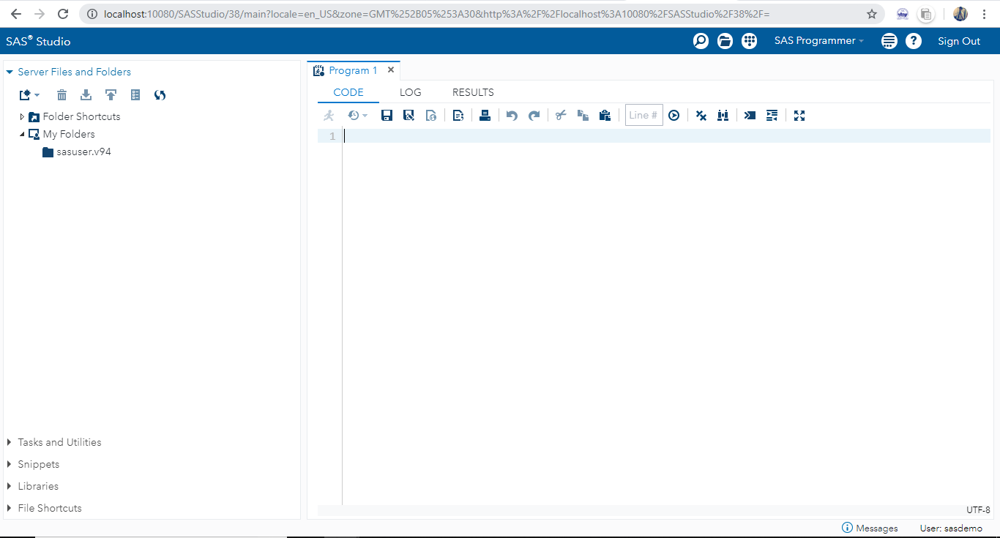 localhost:10080/SASStudio/38/main?locale=en_US&zone=GMT%252B05%253A30&http%3A%2F%2Flocalhost%3A10080%2FSASStudio%2F38%2F=
SAS® Studio
SAS Programmer
Sign Out
Server Files and Folders
Folder Shortcuts
My Folders
sasuser.v94
Tasks and Utilities
Snippets
Libraries
File Shortcuts
Program 1
CODE LOG RESULTS
Line #
1
UTF-8
Messages
User: sasdemo